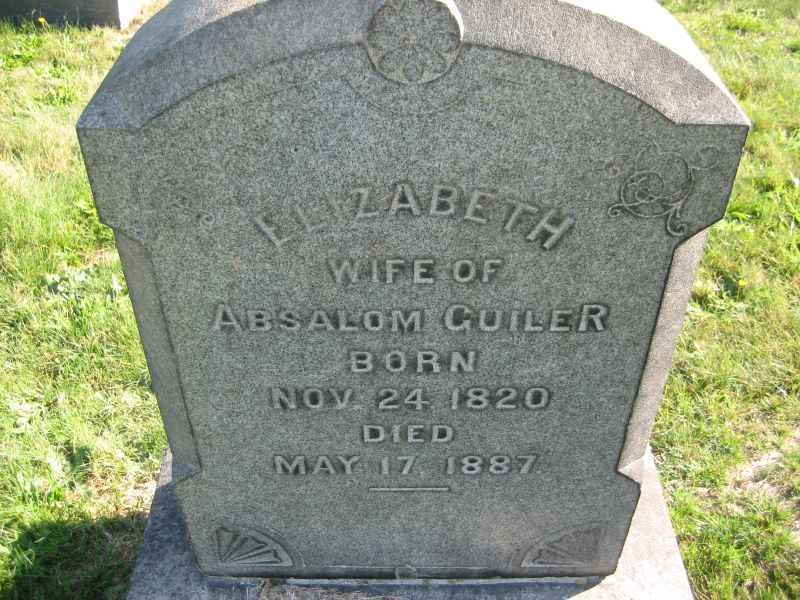 ELIZABETH
WIFE OF
ABSALOM GUILER
BORN
NOV. 24, 1820
DIED
MAY 17, 1887.